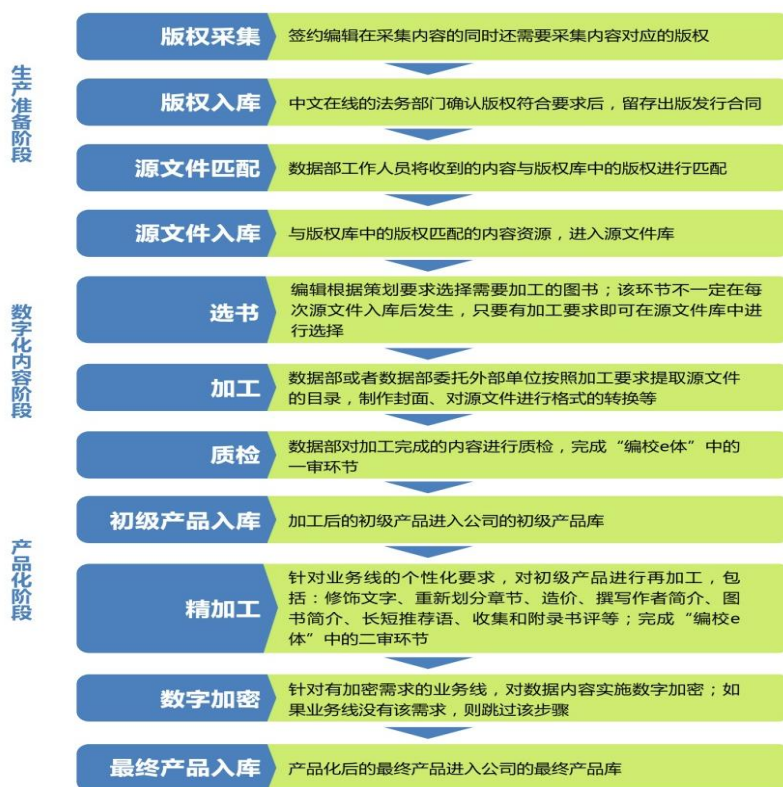 生产准备阶段
版权采集
签约编辑在采集内容的同时还需要采集内容对应的版权
版权入库
中文在线的法务部门确认版权符合要求后，留存出版发行合同
源文件匹配
数据部工作人员将收到的内容与版权库中的版权进行匹配
源文件入库
与版权库中的版权匹配的内容资源，进入源文件库
数字化内容阶段
选书
编辑根据策划要求选择需要加工的图书；该环节不一定在每
次源文件入库后发生，只要有加工要求即可在源文件库中进
行选择
加工
数据部或者数据部委托外部单位按照加工要求提取源文件
的目录，制作封面、对源文件进行格式的转换等
质检
数据部对加工完成的内容进行质检，完成“编校e体”中的
一审环节
产品化阶段
初级产品入库
加工后的初级产品进入公司的初级产品库
精加工
针对业务线的个性化要求，对初级产品进行再加工，包
括：修饰文字、重新划分章节、造价、撰写作者简介、图
书简介、长短推荐语、收集和附录书评等；完成“编校e
体”中的二审环节
数字加密
针对有加密需求的业务线，对数据内容实施数字加密；如
果业务线没有该需求，则跳过该步骤
最终产品入库
产品化后的最终产品进入公司的最终产品库